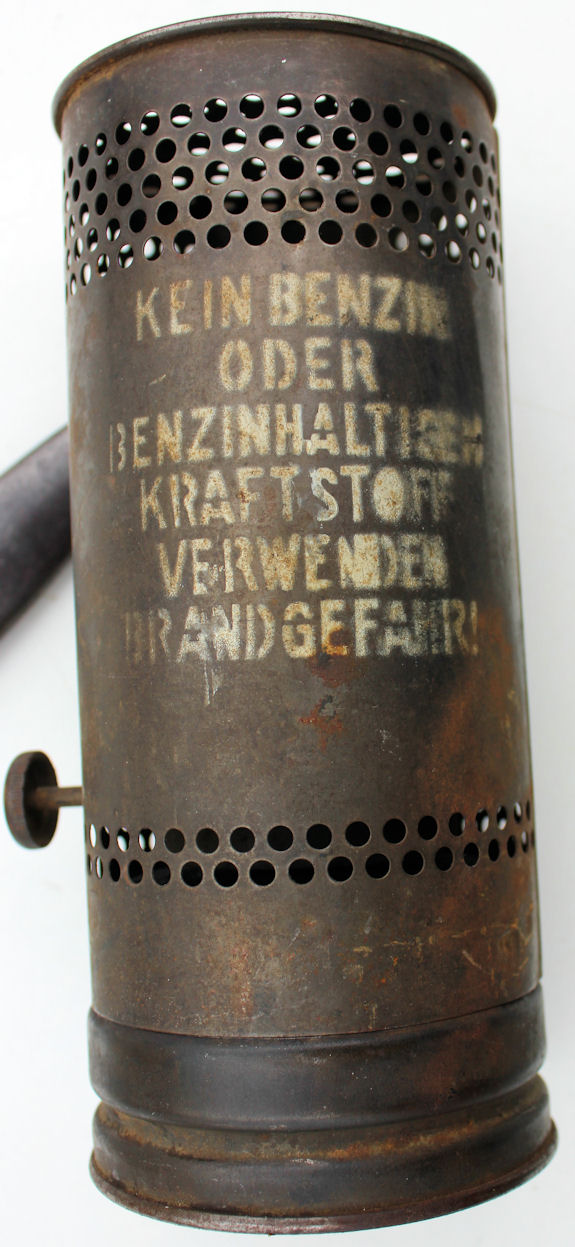 KEIN BENZIN
ODER
BENZINHALTIGEN
KRAFTSTOFF
VERWENDEN
BRANDGEFAHR!